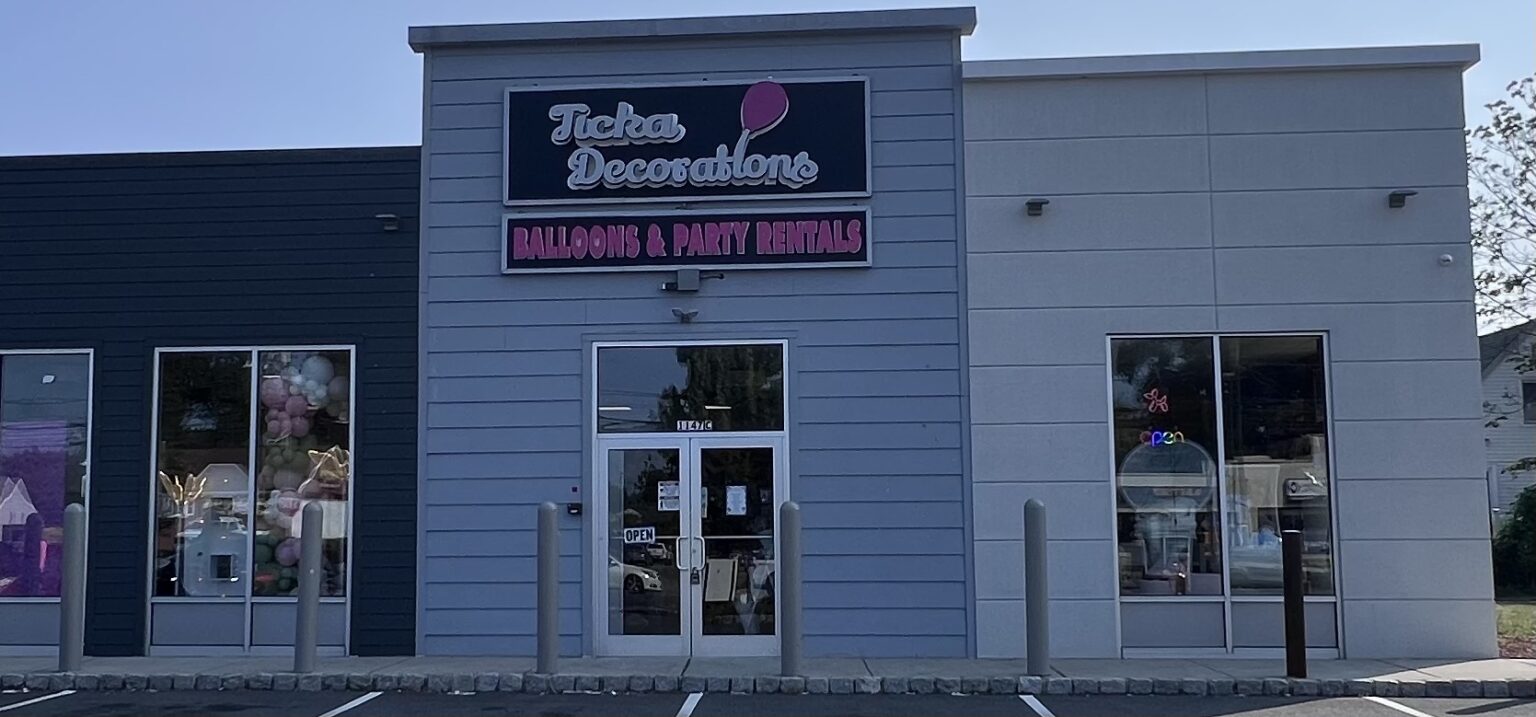 Ticka
Decorations
BALLOONS & PARTY RENTALS
1147C
OPEN
open